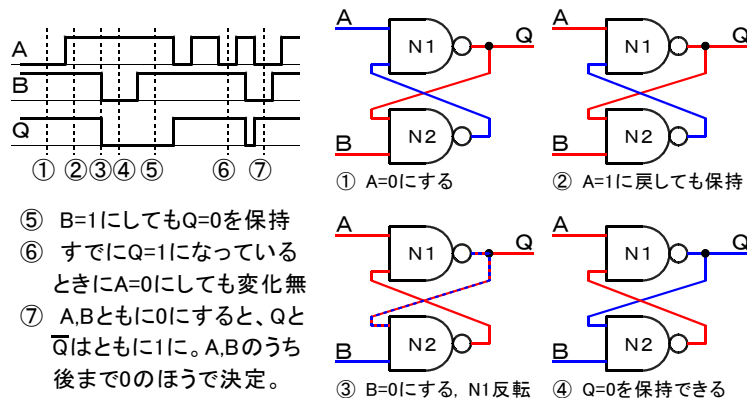 A
B
Q
① ② ③ ④ ⑤ ⑥ ⑦
⑤ B=1にしてもQ=0を保持
⑥ すでにQ=1になっている
ときにA=0にしても変化無
⑦ A,Bともに0にすると、Qと
Q̅はともに1に。A,Bのうち
後まで0のほうで決定。
A
N1
Q
B
N2
① A=0にする
A
N1
Q
B
N2
② A=1に戻しても保持
A
N1
Q
B
N2
③ B=0にする, N1反転
A
N1
Q
B
N2
④ Q=0を保持できる